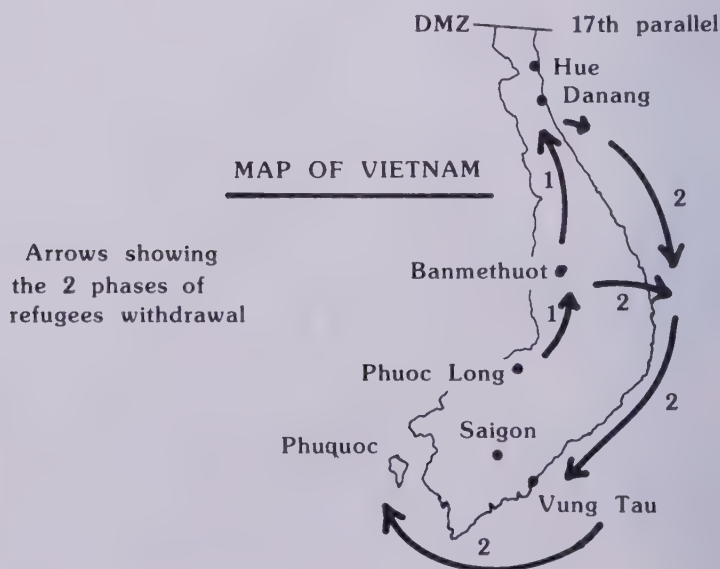 DMZ 17th parallel
Hue
Danang
MAP OF VIETNAM
1
2
Arrows showing
the 2 phases of
refugees withdrawal
Banmethuot
2
1
Phuoc Long
2
Phuquoc
Saigon
Vung Tau
2